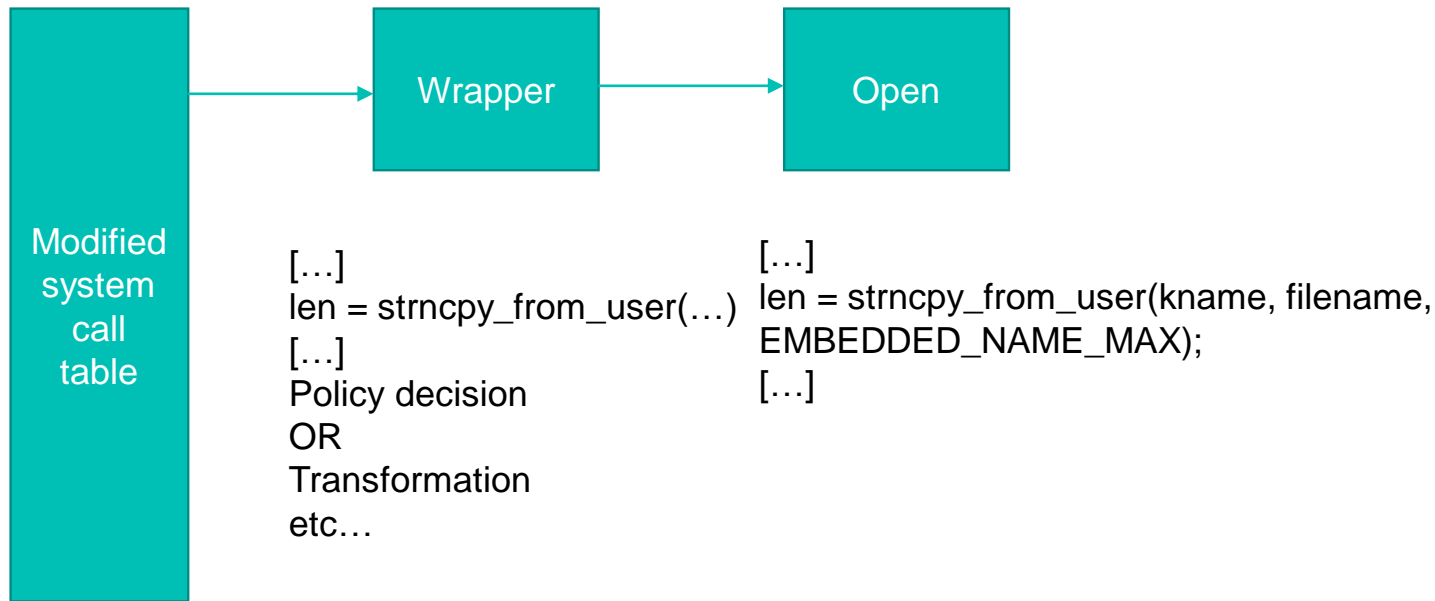 Wrapper
Open
Modified
system
call
table
[…]
len = strncpy_from_user(…)
[…]
Policy decision
OR
Transformation
etc…
[…]
len = strncpy_from_user(kname, filename,
EMBEDDED_NAME_MAX);
[…]